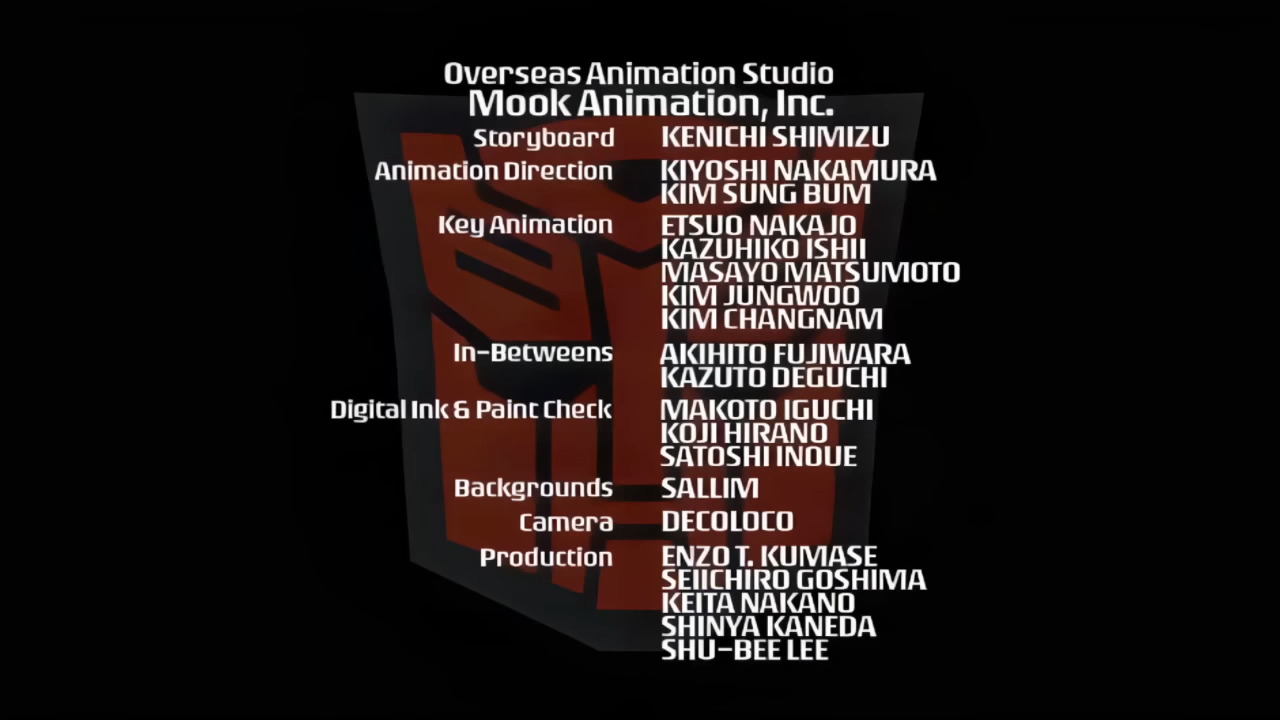 Overseas Animation Studio
Mook Animation, Inc.
Storyboard KENICHI SHIMIZU
Animation Direction KIYOSHI NAKAMURA
KIM SUNG BUM
Key Animation ETSUO NAKAJO
KAZUHIKO ISHII
MASAYO MATSUMOTO
KIM JUNGWOO
KIM CHANGNAM
In-Betweens AKIHITO FUJIWARA
KAZUTO DEGUCHI
Digital Ink & Paint Check MAKOTO IGUCHI
KOJI HIRANO
SATOSHI INOUE
Backgrounds SALLIM
Camera DECOLOCO
Production ENZO T. KUMASE
SEIICHIRO GOSHIMA
KEITA NAKANO
SHINYA KANEDA
SHU-BEE LEE